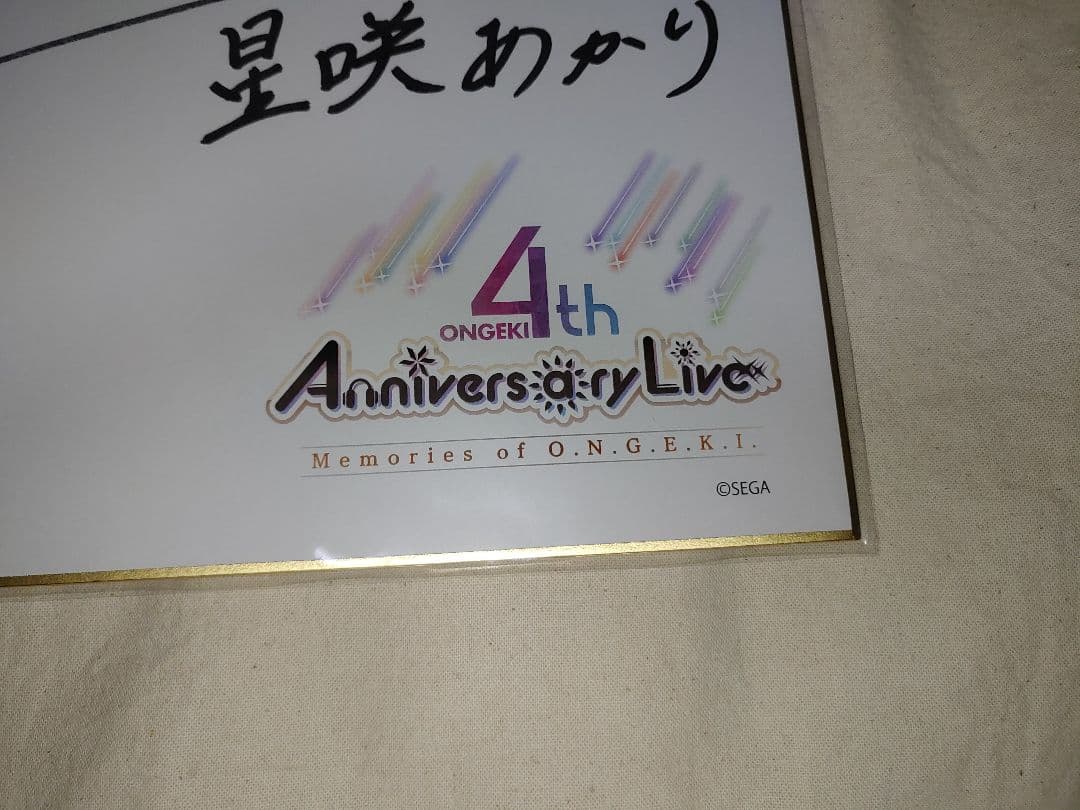 星咲あかり
4th
ONGEKI
Anniversary Live
Memories of O.N.G.E.K.I.
©SEGA